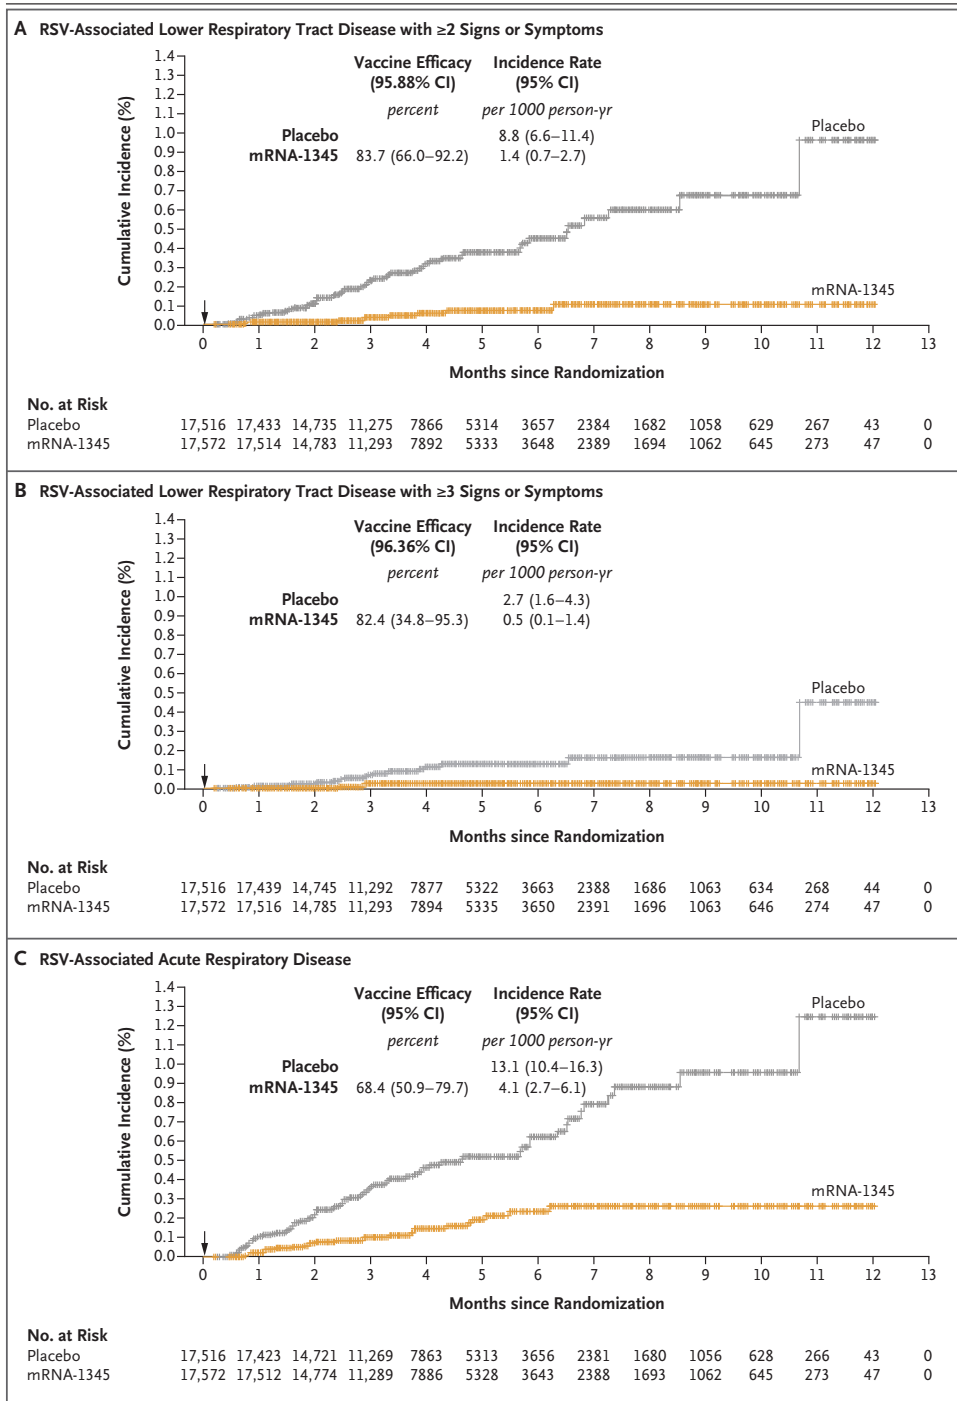 A RSV-Associated Lower Respiratory Tract Disease with ≥2 Signs or Symptoms
Cumulative Incidence (%)
1.4
1.3
1.2
1.1
1.0
0.9
0.8
0.7
0.6
0.5
0.4
0.3
0.2
0.1
0.0
Vaccine Efficacy Incidence Rate
(95.88% CI) (95% CI)
percent per 1000 person-yr
Placebo 8.8 (6.6–11.4)
mRNA-1345 83.7 (66.0–92.2) 1.4 (0.7–2.7)
Placebo
mRNA-1345
0 1 2 3 4 5 6 7 8 9 10 11 12 13
Months since Randomization
No. at Risk
Placebo 17,516 17,433 14,735 11,275 7866 5314 3657 2384 1682 1058 629 267 43 0
mRNA-1345 17,572 17,514 14,783 11,293 7892 5333 3648 2389 1694 1062 645 273 47 0
B RSV-Associated Lower Respiratory Tract Disease with ≥3 Signs or Symptoms
Cumulative Incidence (%)
1.4
1.3
1.2
1.1
1.0
0.9
0.8
0.7
0.6
0.5
0.4
0.3
0.2
0.1
0.0
Vaccine Efficacy Incidence Rate
(96.36% CI) (95% CI)
percent per 1000 person-yr
Placebo 2.7 (1.6–4.3)
mRNA-1345 82.4 (34.8–95.3) 0.5 (0.1–1.4)
Placebo
mRNA-1345
0 1 2 3 4 5 6 7 8 9 10 11 12 13
Months since Randomization
No. at Risk
Placebo 17,516 17,439 14,745 11,292 7877 5322 3663 2388 1686 1063 634 268 44 0
mRNA-1345 17,572 17,516 14,785 11,293 7894 5335 3650 2391 1696 1063 646 274 47 0
C RSV-Associated Acute Respiratory Disease
Cumulative Incidence (%)
1.4
1.3
1.2
1.1
1.0
0.9
0.8
0.7
0.6
0.5
0.4
0.3
0.2
0.1
0.0
Vaccine Efficacy Incidence Rate
(95% CI) (95% CI)
percent per 1000 person-yr
Placebo 13.1 (10.4–16.3)
mRNA-1345 68.4 (50.9–79.7) 4.1 (2.7–6.1)
Placebo
mRNA-1345
0 1 2 3 4 5 6 7 8 9 10 11 12 13
Months since Randomization
No. at Risk
Placebo 17,516 17,423 14,721 11,269 7863 5313 3656 2381 1680 1056 628 266 43 0
mRNA-1345 17,572 17,512 14,774 11,289 7886 5328 3643 2388 1693 1062 645 273 47 0